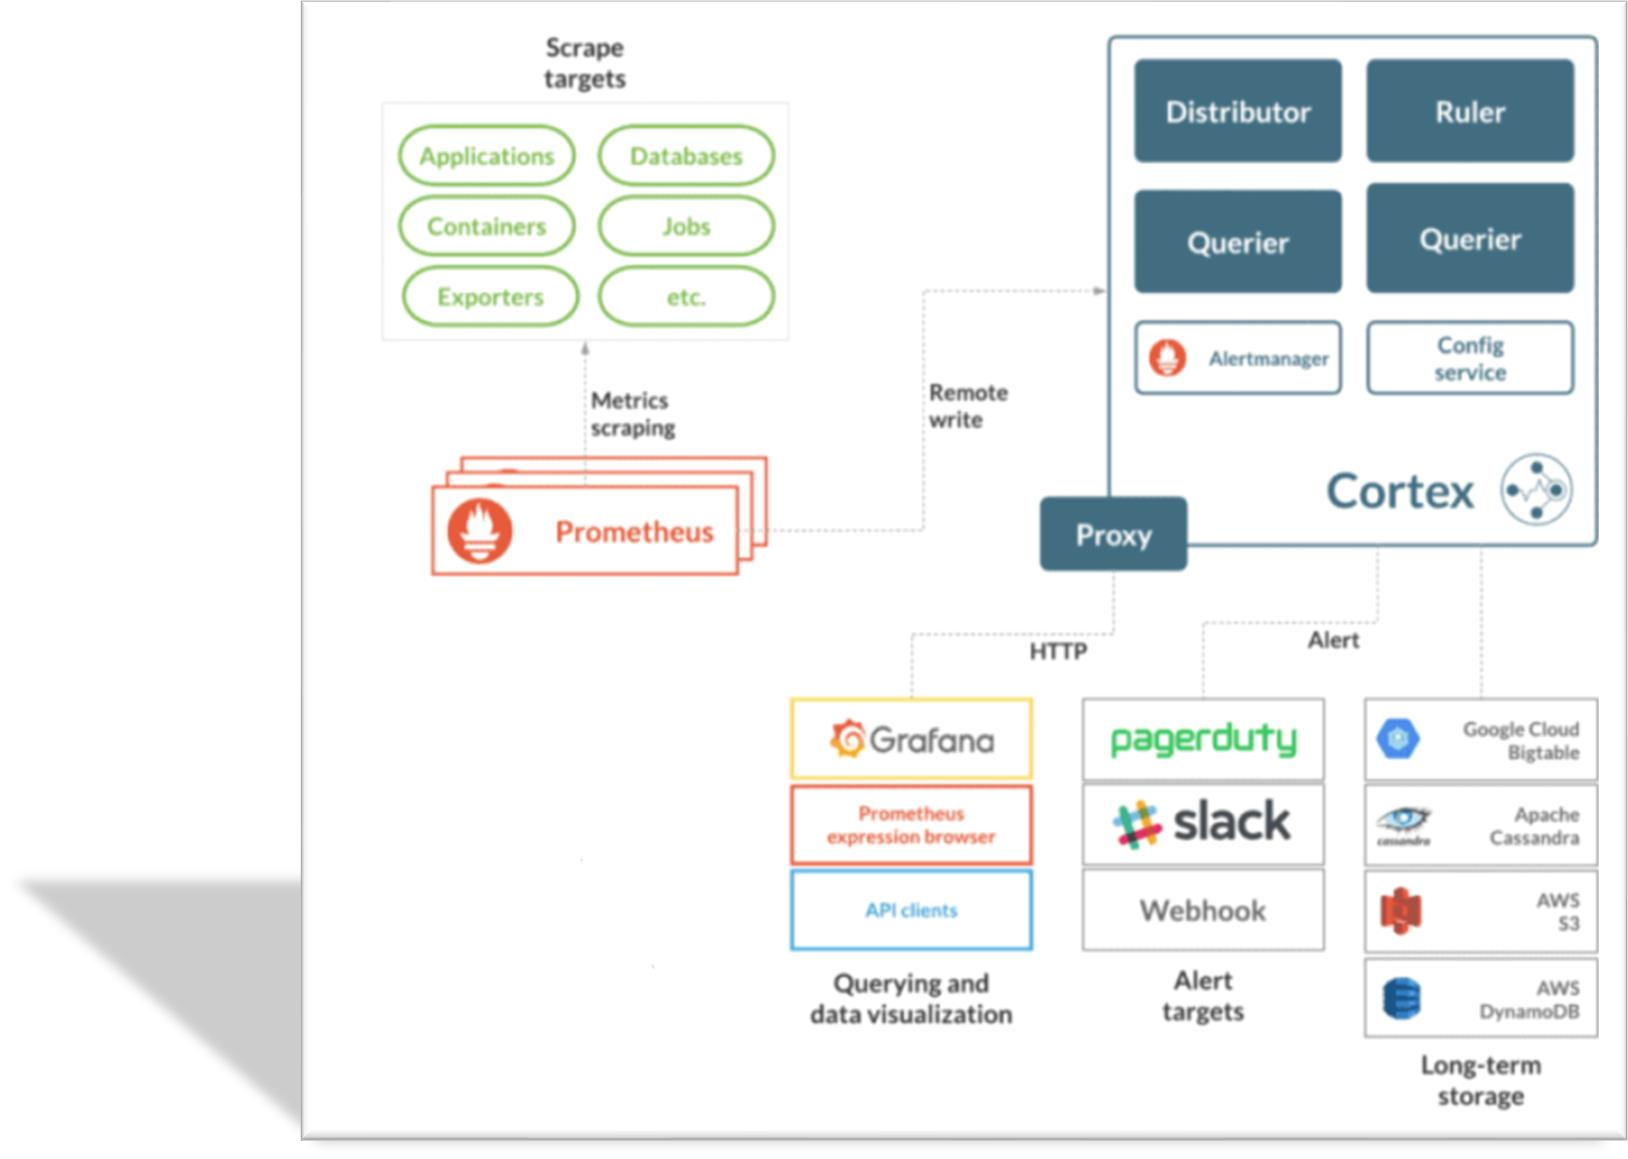 Scrape
targets
Applications
Databases
Containers
Jobs
Exporters
etc.
Metrics
scraping
Prometheus
Remote
write
Distributor
Ruler
Querier
Querier
Alertmanager
Config
service
Cortex
Proxy
HTTP
Alert
Grafana
Prometheus
expression browser
API clients
Querying and
data visualization
pagerduty
slack
Webhook
Alert
targets
Google Cloud
Bigtable
cassandra
Apache
Cassandra
AWS
S3
AWS
DynamoDB
Long-term
storage